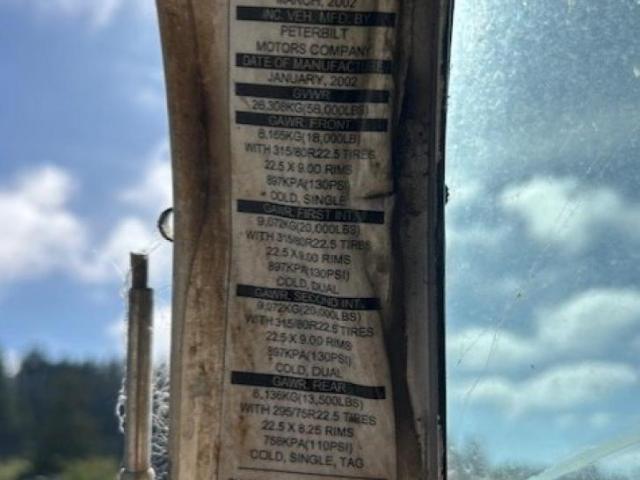 MARCH, 2002
INC. VEH. MFD. BY
PETERBILT
MOTORS COMPANY
DATE OF MANUFACTURE
JANUARY, 2002
GVWR
26,308KG(58,000LBS)
GAWR, FRONT
8,165KG(18,000LB)
WITH 315/80R22.5 TIRES
22.5 X 9.00 RIMS
897KPA(130PSI)
COLD, SINGLE
GAWR, FIRST INT.
9,072KG(20,000LBS)
WITH 315/80R22.5 TIRES
22.5 X 9.00 RIMS
897KPA(130PSI)
COLD, DUAL
GAWR, SECOND INT.
9,072KG(20,000LBS)
WITH 315/80R22.5 TIRES
22.5 X 9.00 RIMS
897KPA(130PSI)
COLD, DUAL
GAWR, REAR
6,136KG(13,500LBS)
WITH 295/75R22.5 TIRES
22.5 X 8.25 RIMS
758KPA(110PSI)
COLD, SINGLE, TAG